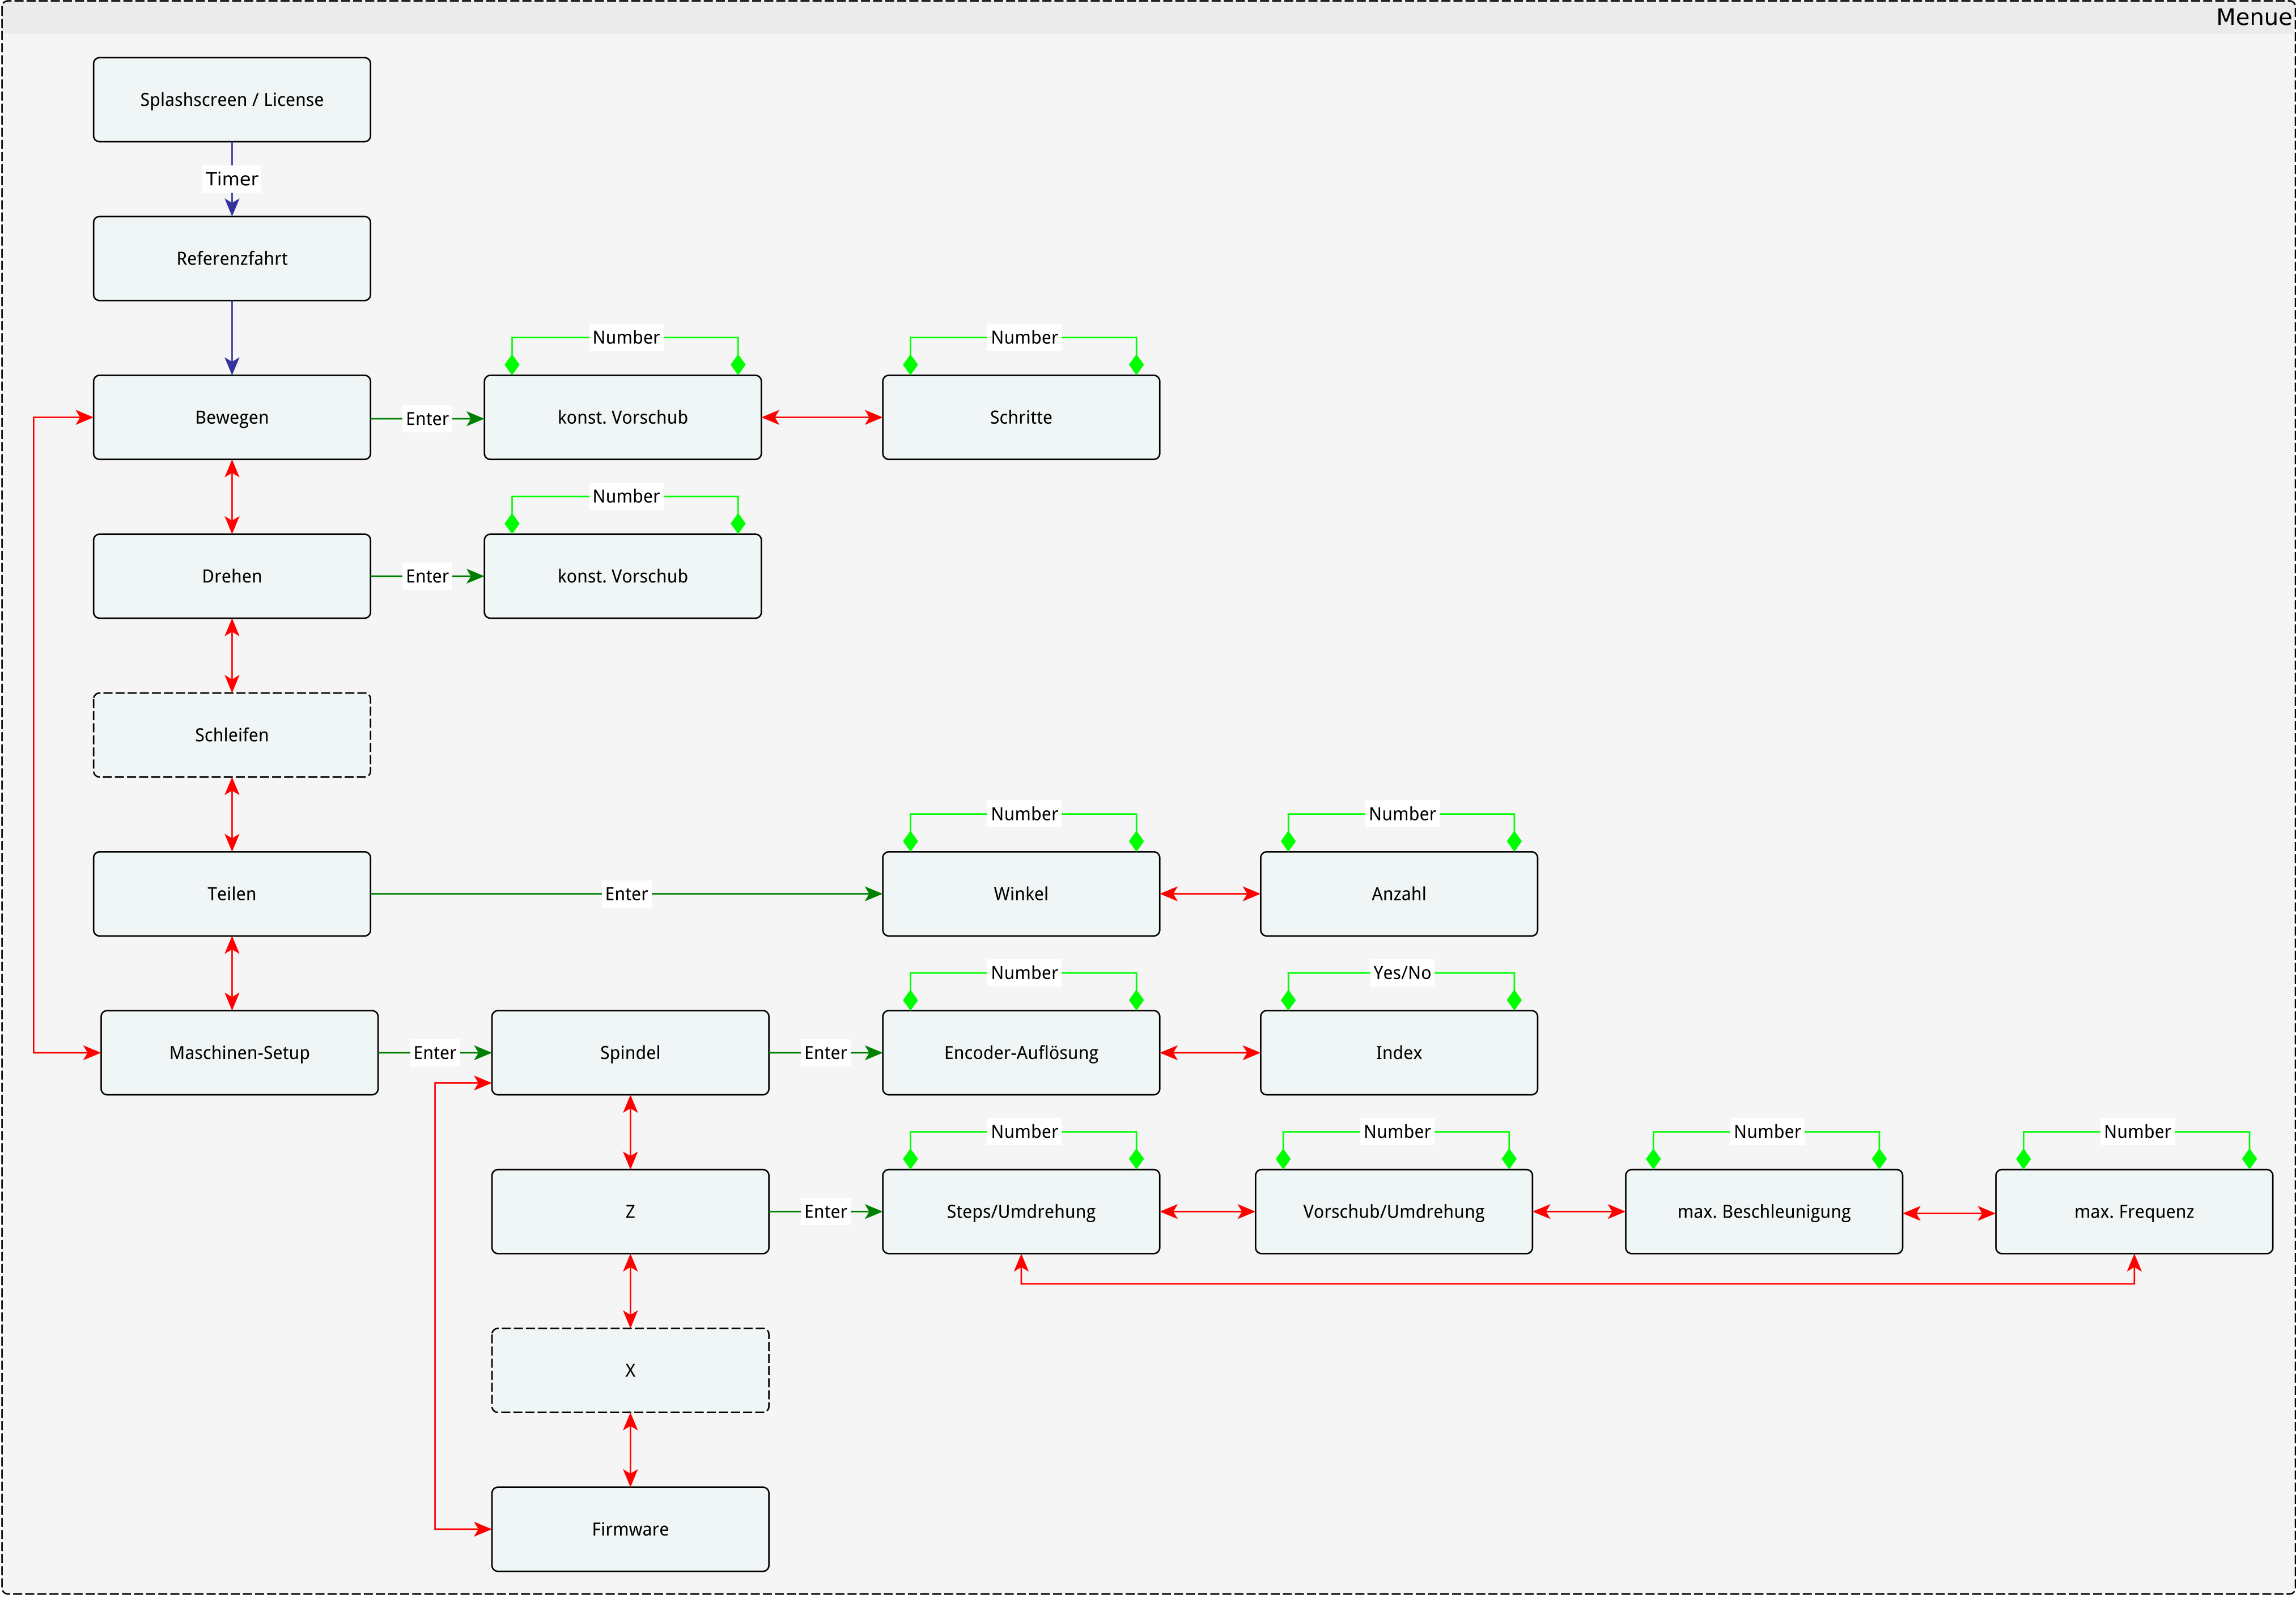 Menue
Splashscreen / License
Timer
Referenzfahrt
Number
Number
Bewegen
Enter
konst. Vorschub
Schritte
Number
Drehen
Enter
konst. Vorschub
Schleifen
Number
Number
Teilen
Enter
Winkel
Anzahl
Number
Yes/No
Maschinen-Setup
Enter
Spindel
Enter
Encoder-Auflösung
Index
Number
Number
Number
Number
Z
Enter
Steps/Umdrehung
Vorschub/Umdrehung
max. Beschleunigung
max. Frequenz
X
Firmware